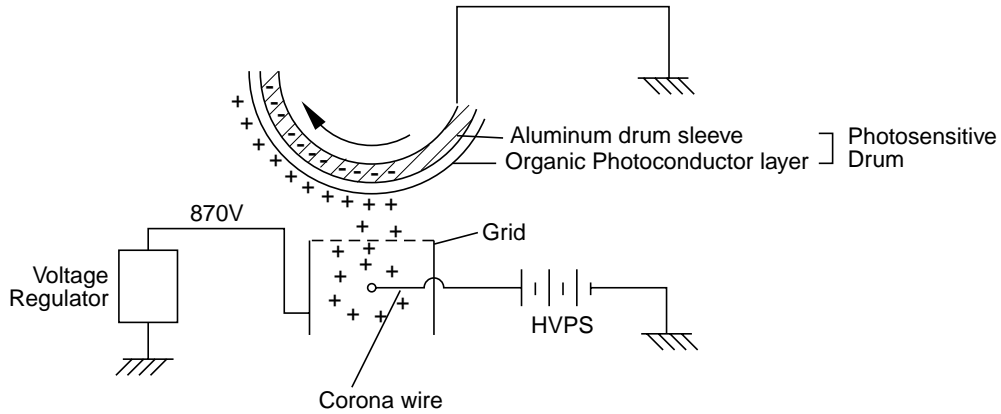 Aluminum drum sleeve
Organic Photoconductor layer
Photosensitive
Drum
870V
Grid
Voltage
Regulator
HVPS
Corona wire